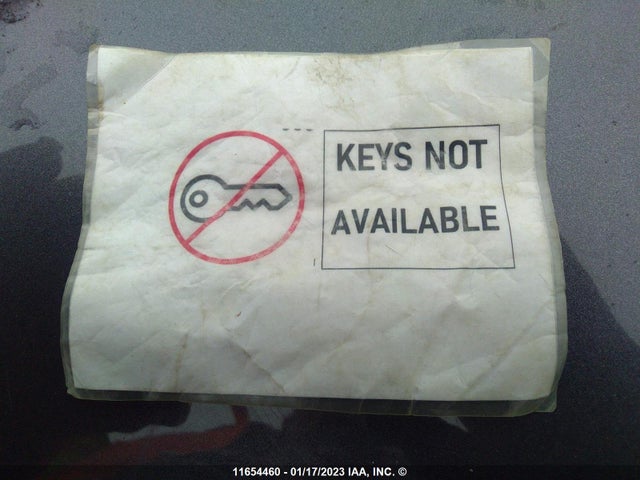 KEYS NOT
AVAILABLE
11654460 - 01/17/2023 IAA, INC. ©